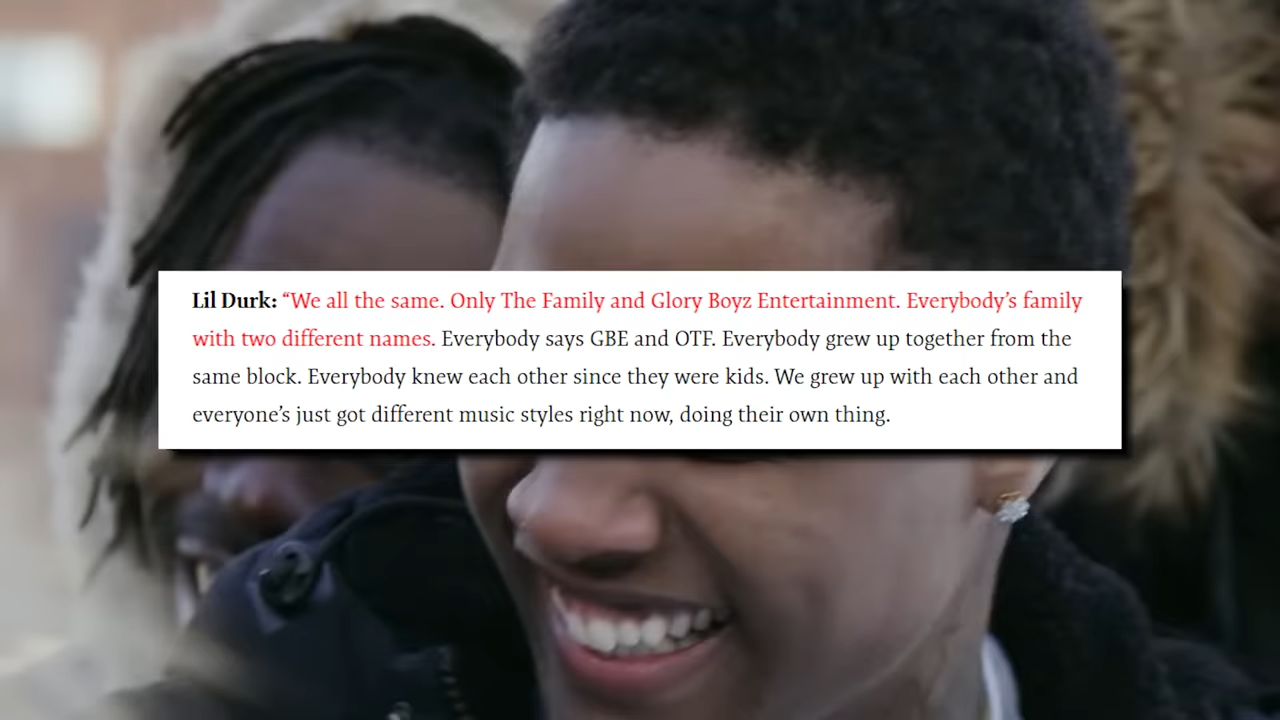 Lil Durk: “We all the same. Only The Family and Glory Boyz Entertainment. Everybody’s family
with two different names. Everybody says GBE and OTF. Everybody grew up together from the
same block. Everybody knew each other since they were kids. We grew up with each other and
everyone’s just got different music styles right now, doing their own thing.